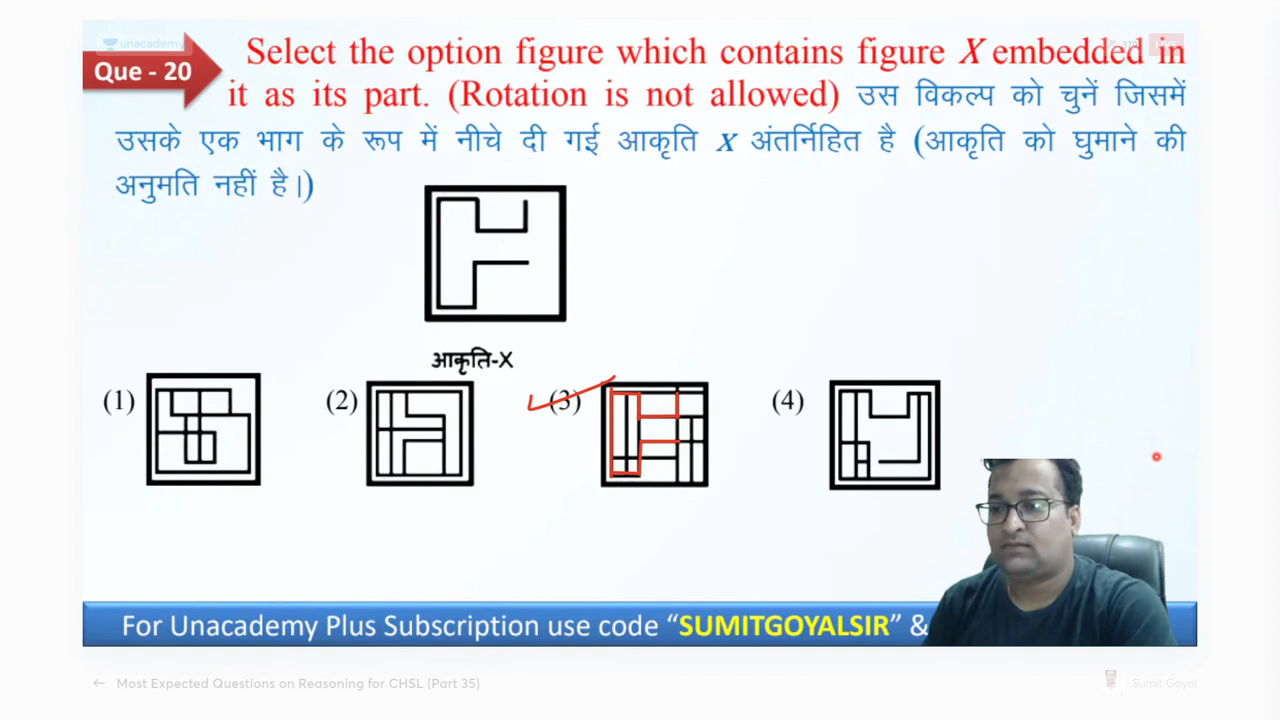 unacademy
Que - 20
Select the option figure which contains figure X embedded in
it as its part. (Rotation is not allowed) उस विकल्प को चुनें जिसमें
उसके एक भाग के रूप में नीचे दी गई आकृति x अंतर्निहित है (आकृति को घुमाने की
अनुमति नहीं है।)
आकृति-X
(1) (2) (3) (4)
For Unacademy Plus Subscription use code “SUMITGOYALSIR” &
← Most Expected Questions on Reasoning for CHSL (Part 35)
Sumit Goyal